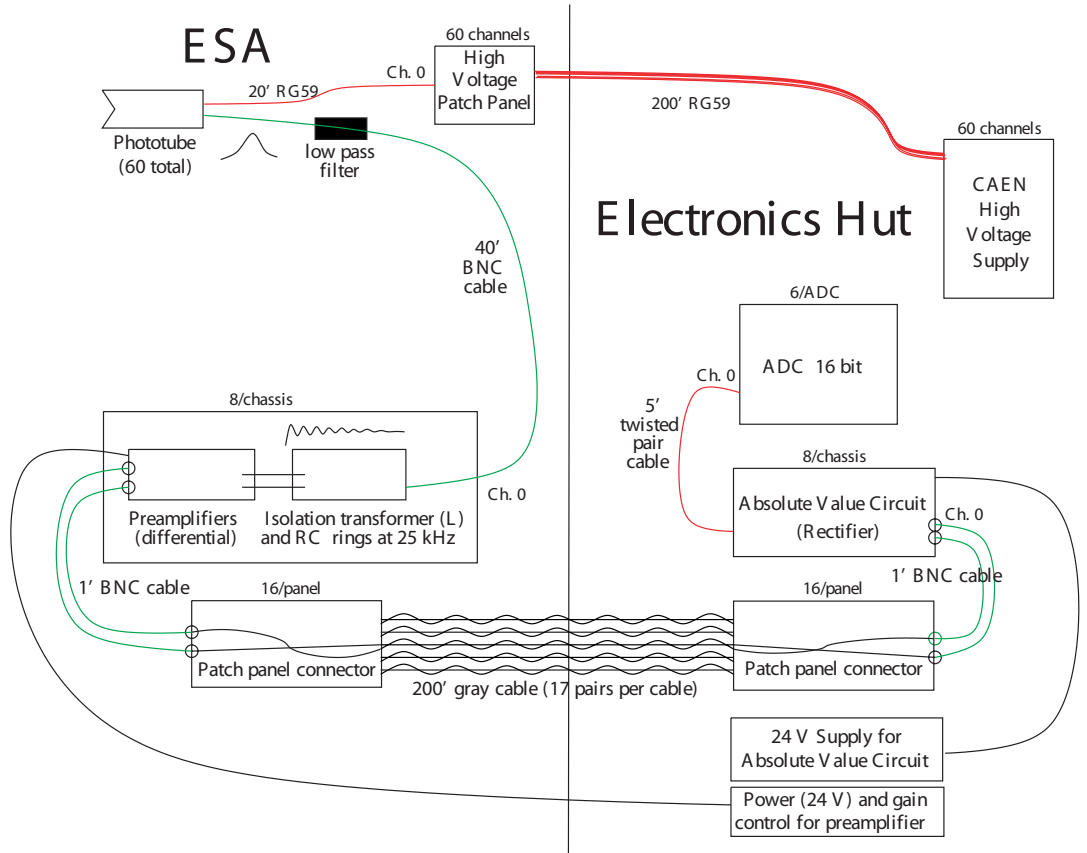 ESA
60 channels
High
Voltage
Patch Panel
Ch. 0
20' RG59
Phototube
(60 total)
low pass
filter
200' RG59
60 channels
CAEN
High
Voltage
Supply
Electronics Hut
40'
BNC
cable
6/ADC
ADC 16 bit
Ch. 0
5'
twisted
pair
cable
8/chassis
Ch. 0
Preamplifiers
(differential)
Isolation transformer (L)
and RC rings at 25 kHz
8/chassis
Absolute Value Circuit
(Rectifier)
Ch. 0
1' BNC cable
1' BNC cable
16/panel
Patch panel connector
16/panel
Patch panel connector
200' gray cable (17 pairs per cable)
24 V Supply for
Absolute Value Circuit
Power (24 V) and gain
control for preamplifier